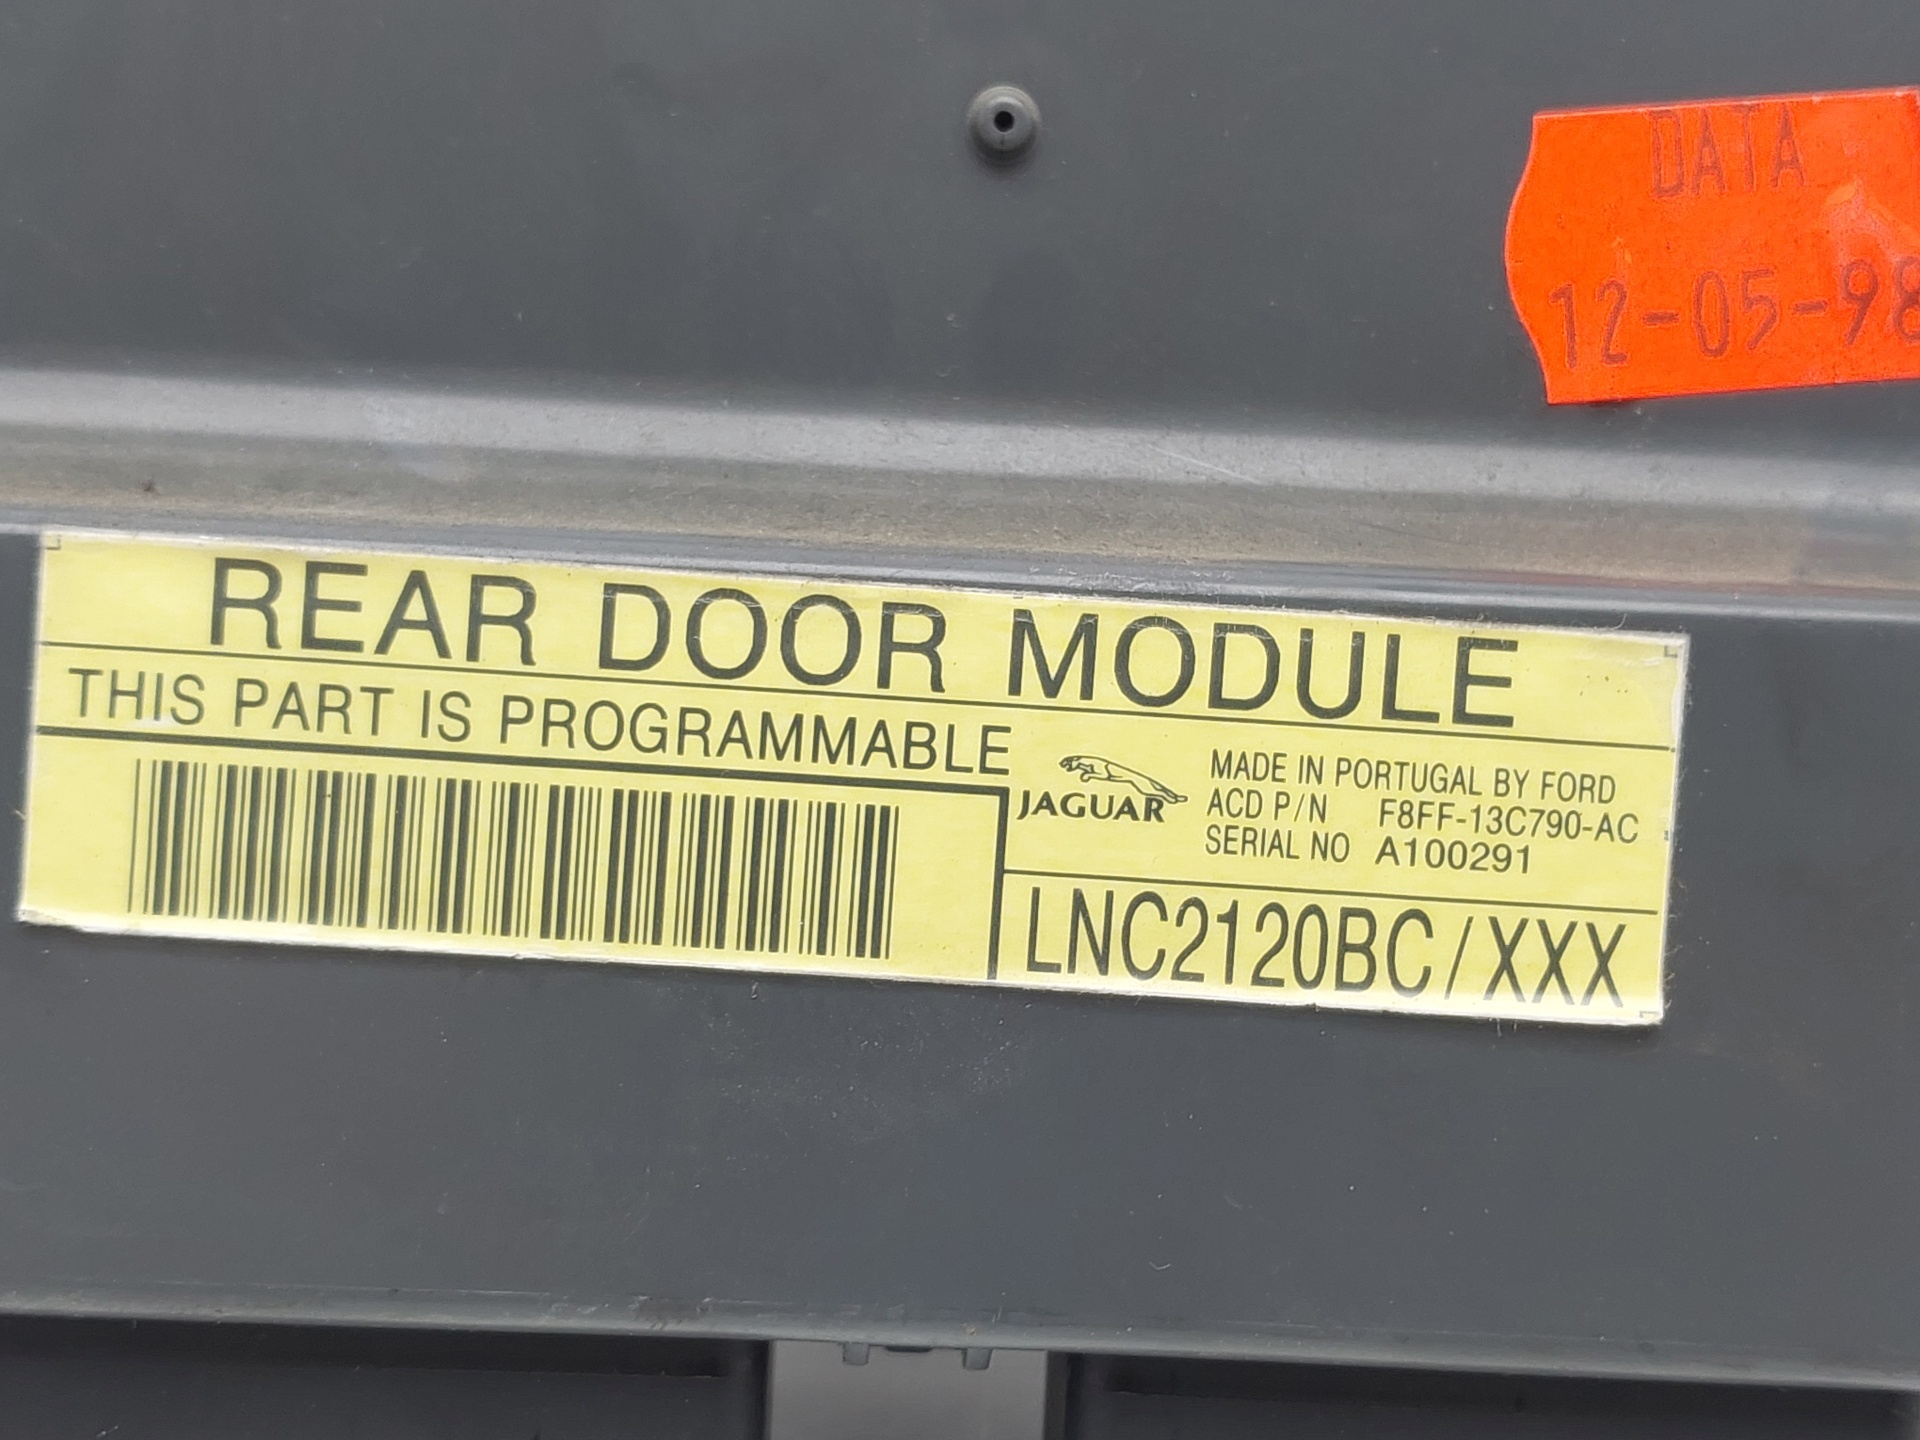 DATA
12-05-98
REAR DOOR MODULE
THIS PART IS PROGRAMMABLE
JAGUAR
MADE IN PORTUGAL BY FORD
ACD P/N F8FF-13C790-AC
SERIAL NO A100291
LNC2120BC/XXX